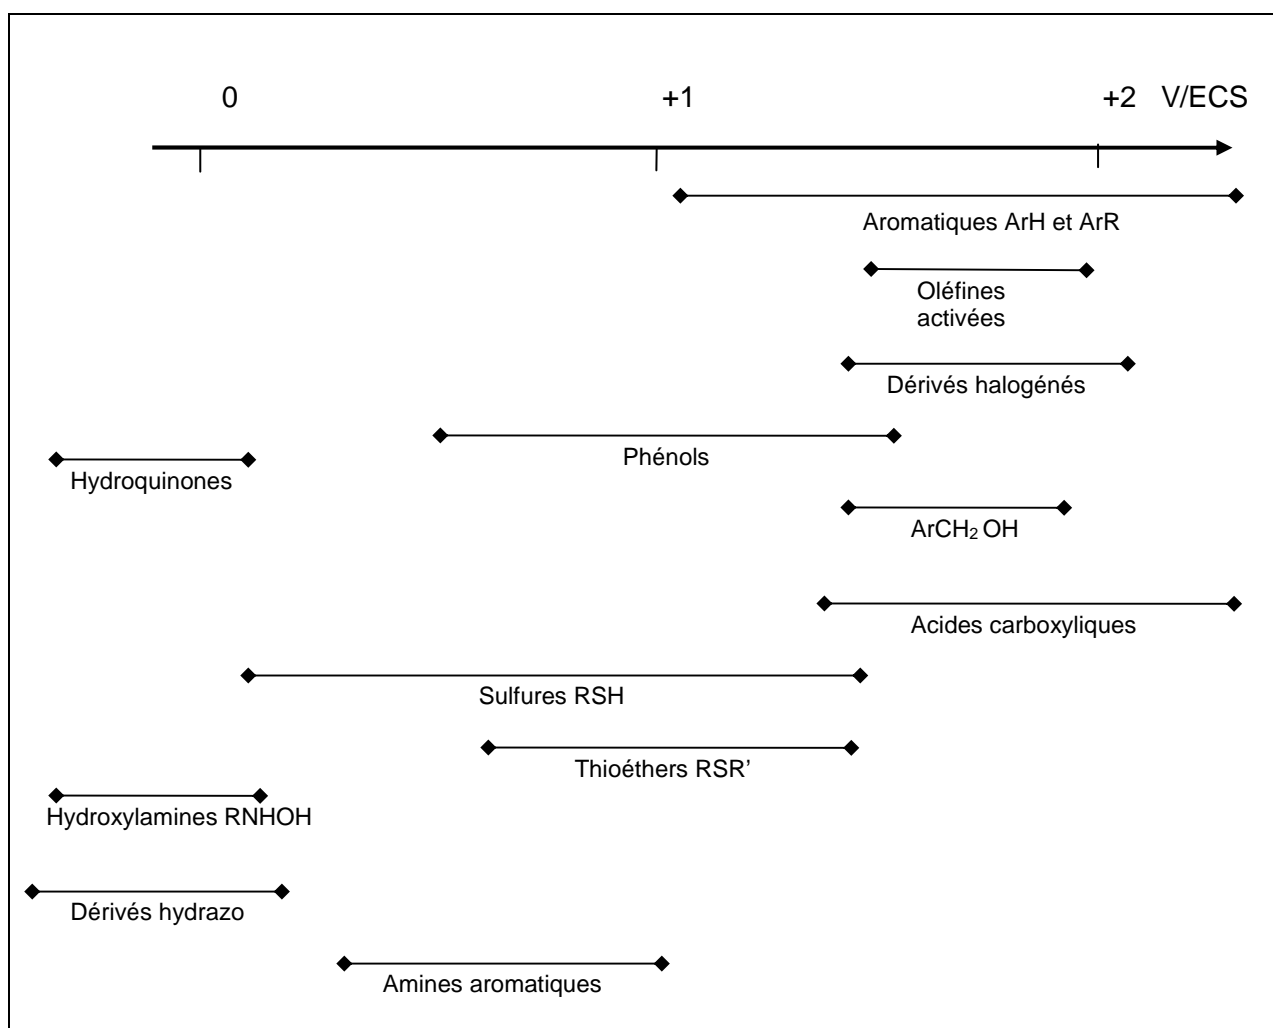 0 +1 +2 V/ECS
Aromatiques ArH et ArR
Oléfines
activées
Dérivés halogénés
Phénols
Hydroquinones
ArCH₂ OH
Acides carboxyliques
Sulfures RSH
Thioéthers RSR’
Hydroxylamines RNHOH
Dérivés hydrazo
Amines aromatiques